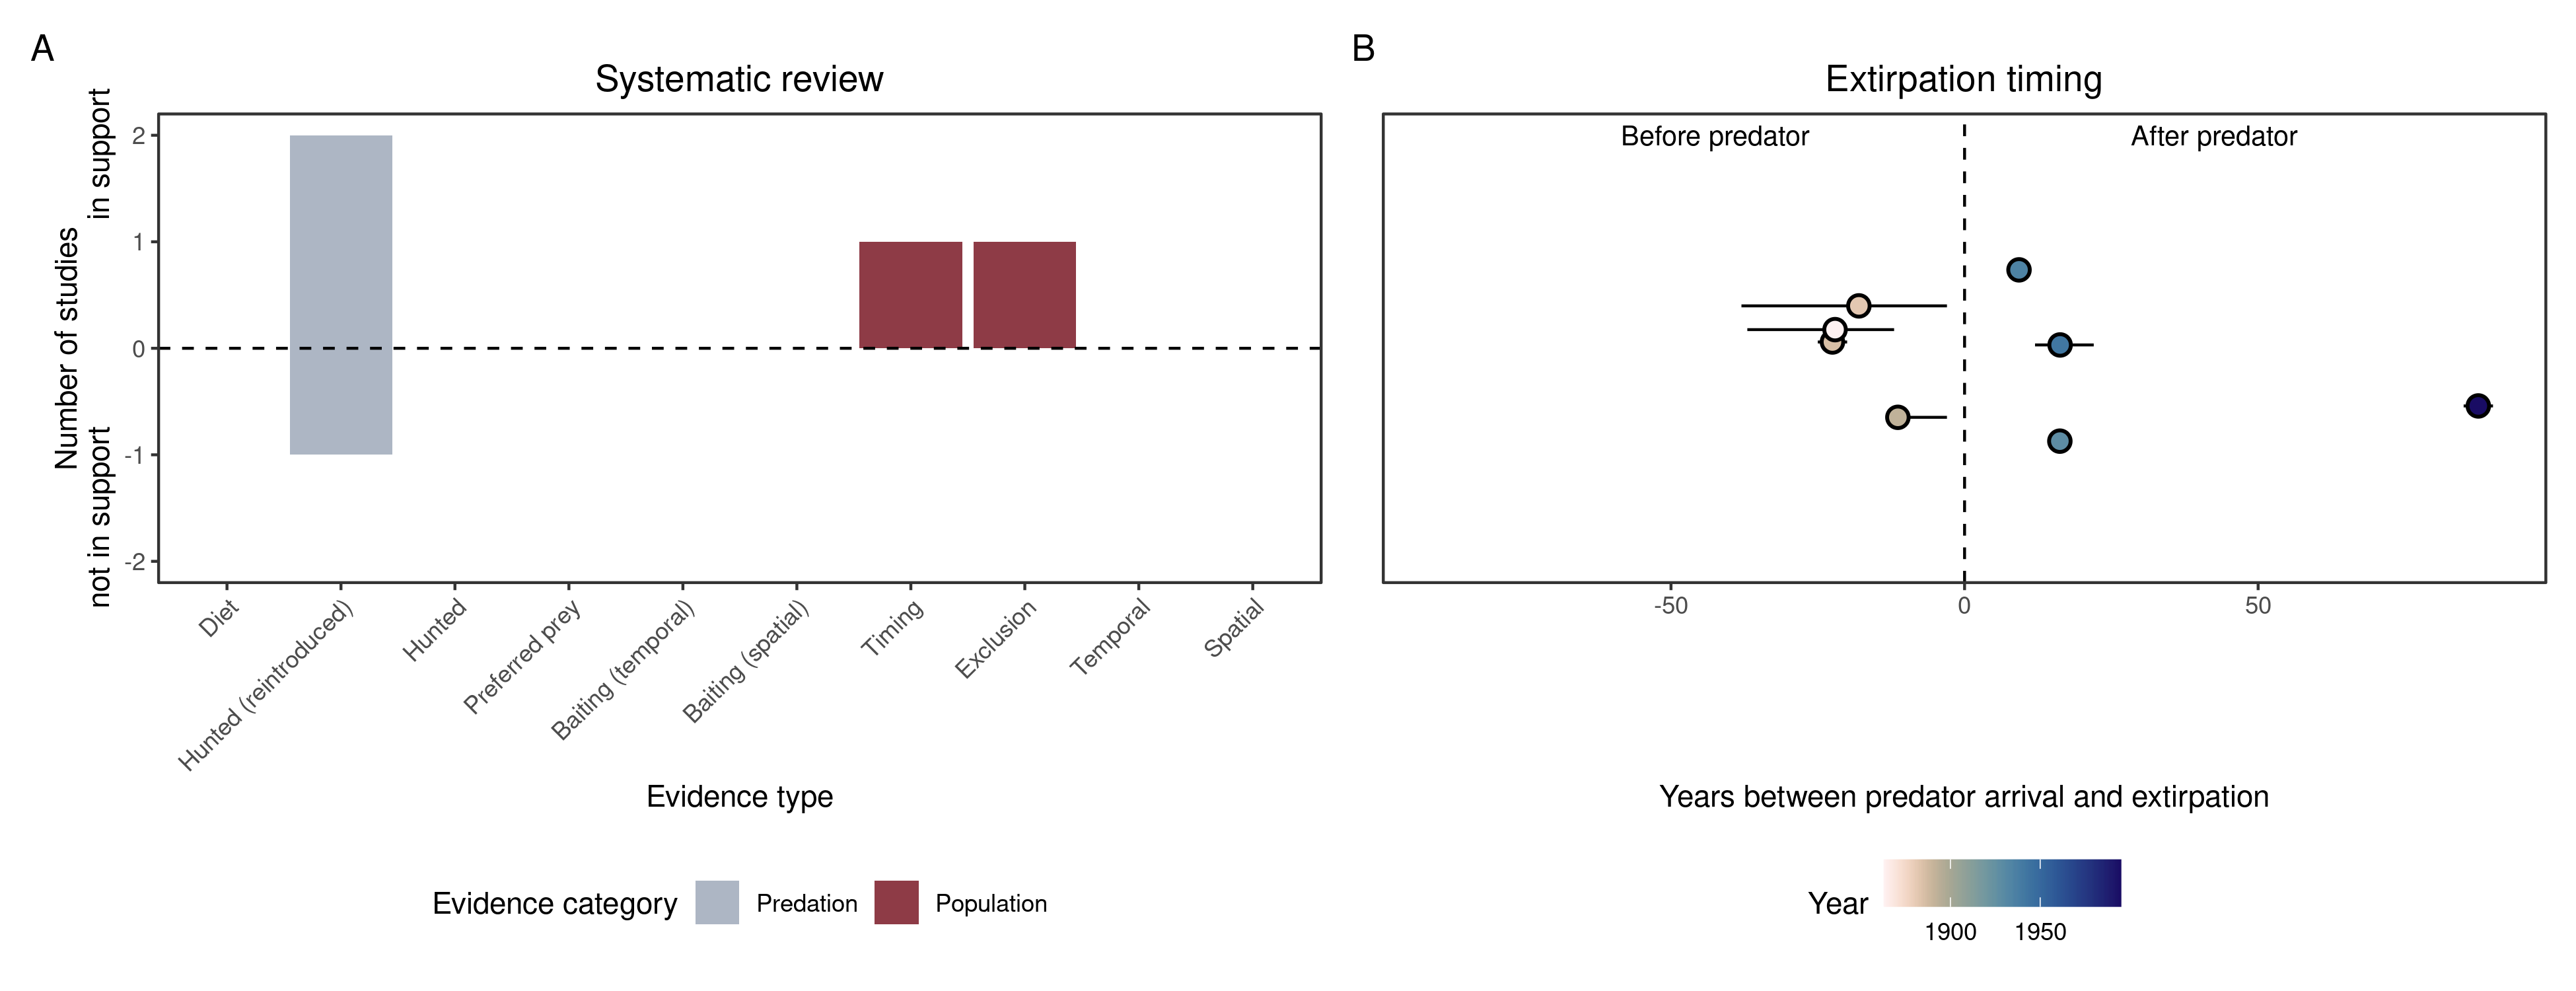 A
Systematic review
Number of studies
not in support
in support
2
1
0
-1
-2
Diet
Hunted (reintroduced)
Hunted
Preferred prey
Baiting (temporal)
Baiting (spatial)
Timing
Exclusion
Temporal
Spatial
Evidence type
Evidence category
Predation
Population
B
Extirpation timing
Before predator
After predator
-50
0
50
Years between predator arrival and extirpation
Year
1900
1950